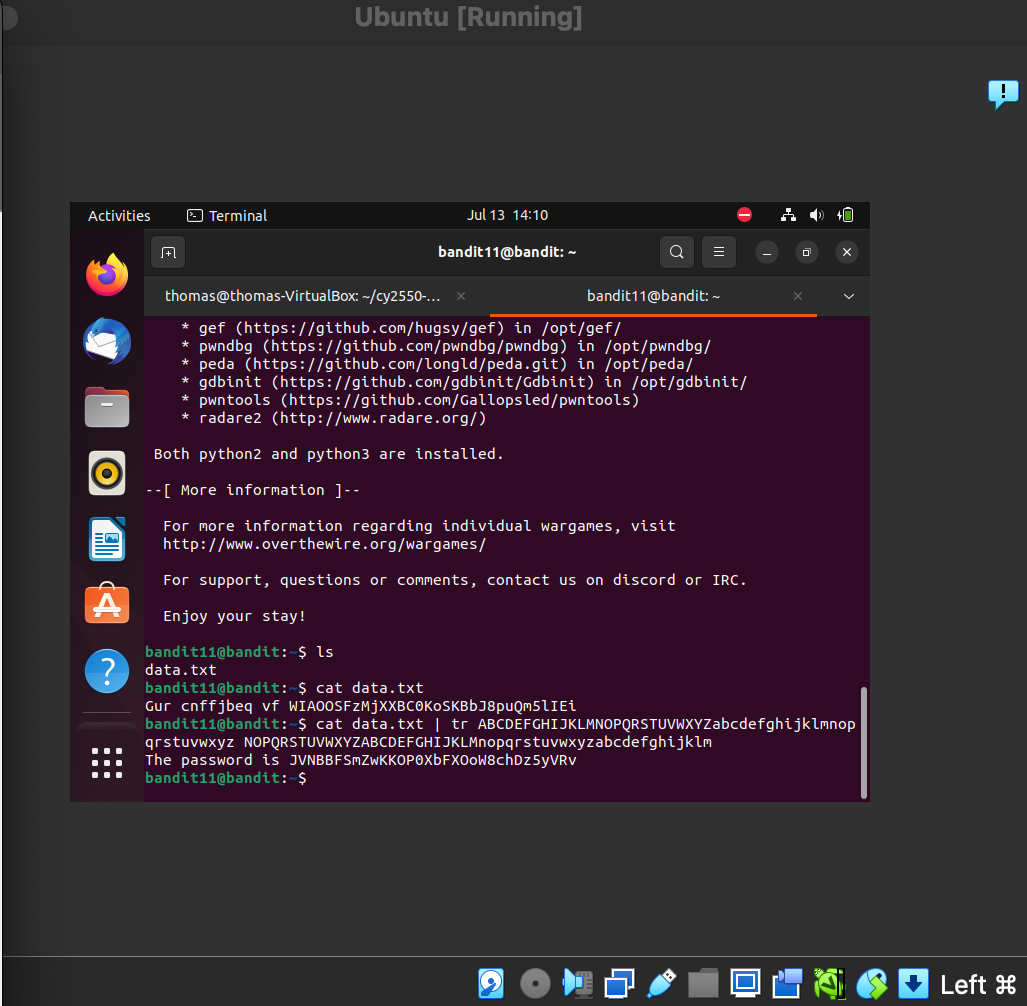 Ubuntu [Running]
Activities Terminal Jul 13 14:10
bandit11@bandit: ~
thomas@thomas-VirtualBox: ~/cy2550-... bandit11@bandit: ~
* gef (https://github.com/hugsy/gef) in /opt/gef/
* pwndbg (https://github.com/pwndbg/pwndbg) in /opt/pwndbg/
* peda (https://github.com/longld/peda.git) in /opt/peda/
* gdbinit (https://github.com/gdbinit/Gdbinit) in /opt/gdbinit/
* pwntools (https://github.com/Gallopsled/pwntools)
* radare2 (http://www.radare.org/)
Both python2 and python3 are installed.
--[ More information ]--
For more information regarding individual wargames, visit
http://www.overthewire.org/wargames/
For support, questions or comments, contact us on discord or IRC.
Enjoy your stay!
bandit11@bandit:~$ ls
data.txt
bandit11@bandit:~$ cat data.txt
Gur cnffjbeq vf WIAOOSFzMjXXBC0KoSKBbJ8puQm5lIEi
bandit11@bandit:~$ cat data.txt | tr ABCDEFGHIJKLMNOPQRSTUVWXYZabcdefghijklmnop
qrstuvwxyz NOPQRSTUVWXYZABCDEFGHIJKLMnopqrstuvwxyzabcdefghijklm
The password is JVNBBFSmZwKKOP0XbFXOoW8chDz5yVRv
bandit11@bandit:~$
Left ⌘